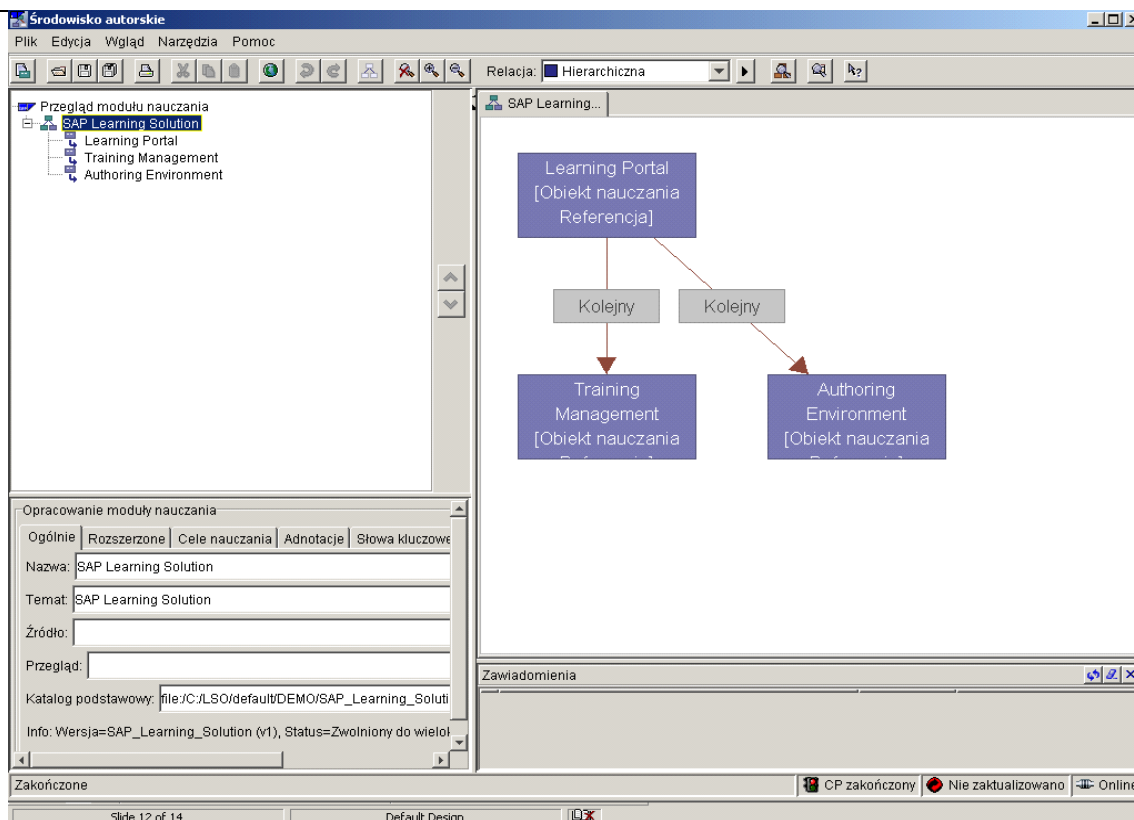 Środowisko autorskie
Plik Edycja Wgląd Narzędzia Pomoc
Relacja: Hierarchiczna
Przegląd modułu nauczania
SAP Learning Solution
Learning Portal
Training Management
Authoring Environment
SAP Learning...
Learning Portal
[Obiekt nauczania
Referencja]
Kolejny
Kolejny
Training
Management
[Obiekt nauczania
Authoring
Environment
[Obiekt nauczania
Opracowanie moduły nauczania
Ogólnie Rozszerzone Cele nauczania Adnotacje Słowa kluczowe
Nazwa: SAP Learning Solution
Temat: SAP Learning Solution
Źródło:
Przegląd:
Katalog podstawowy: file:/C:/LSO/default/DEMO/SAP_Learning_Soluti
Info: Wersja=SAP_Learning_Solution (v1), Status=Zwolniony do wielok
Zawiadomienia
Zakończone
CP zakończony Nie zaktualizowano Online
Slide 12 of 14 Default Design